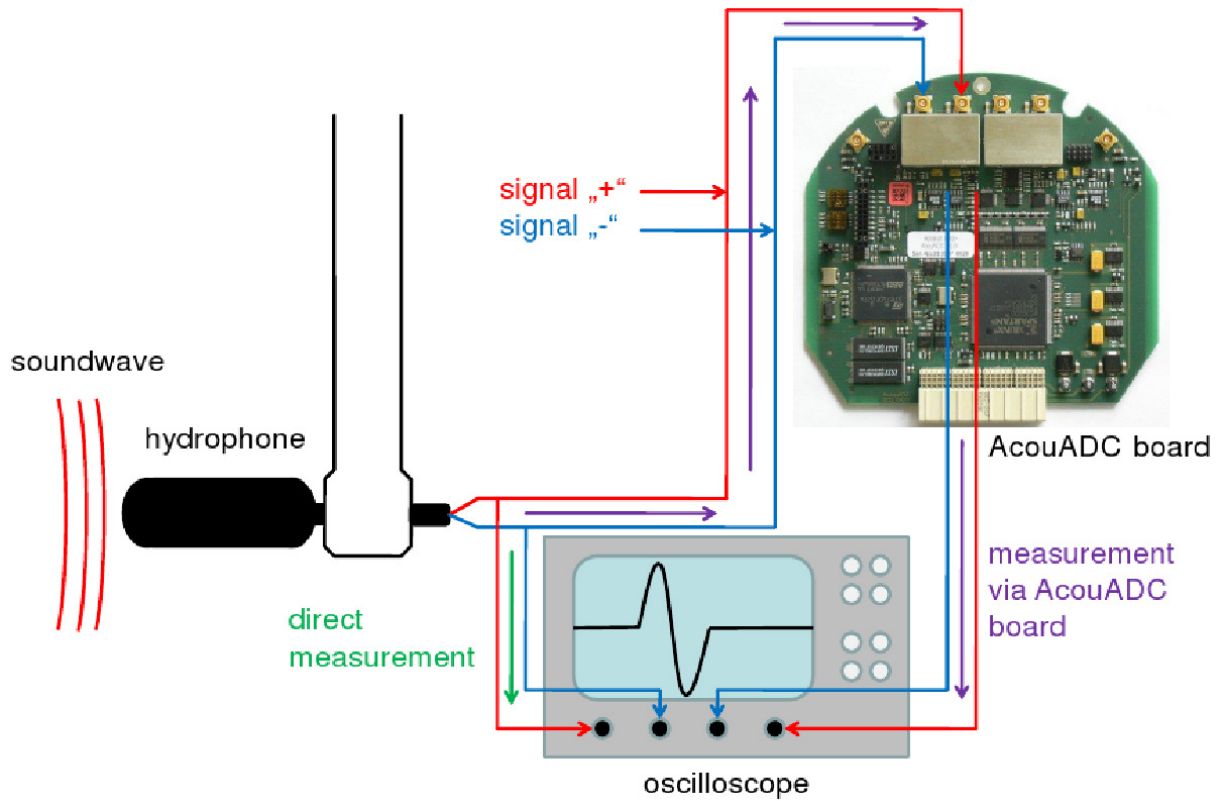 signal „+“
signal „-“
soundwave
hydrophone
AcouADC board
direct
measurement
measurement
via AcouADC
board
oscilloscope